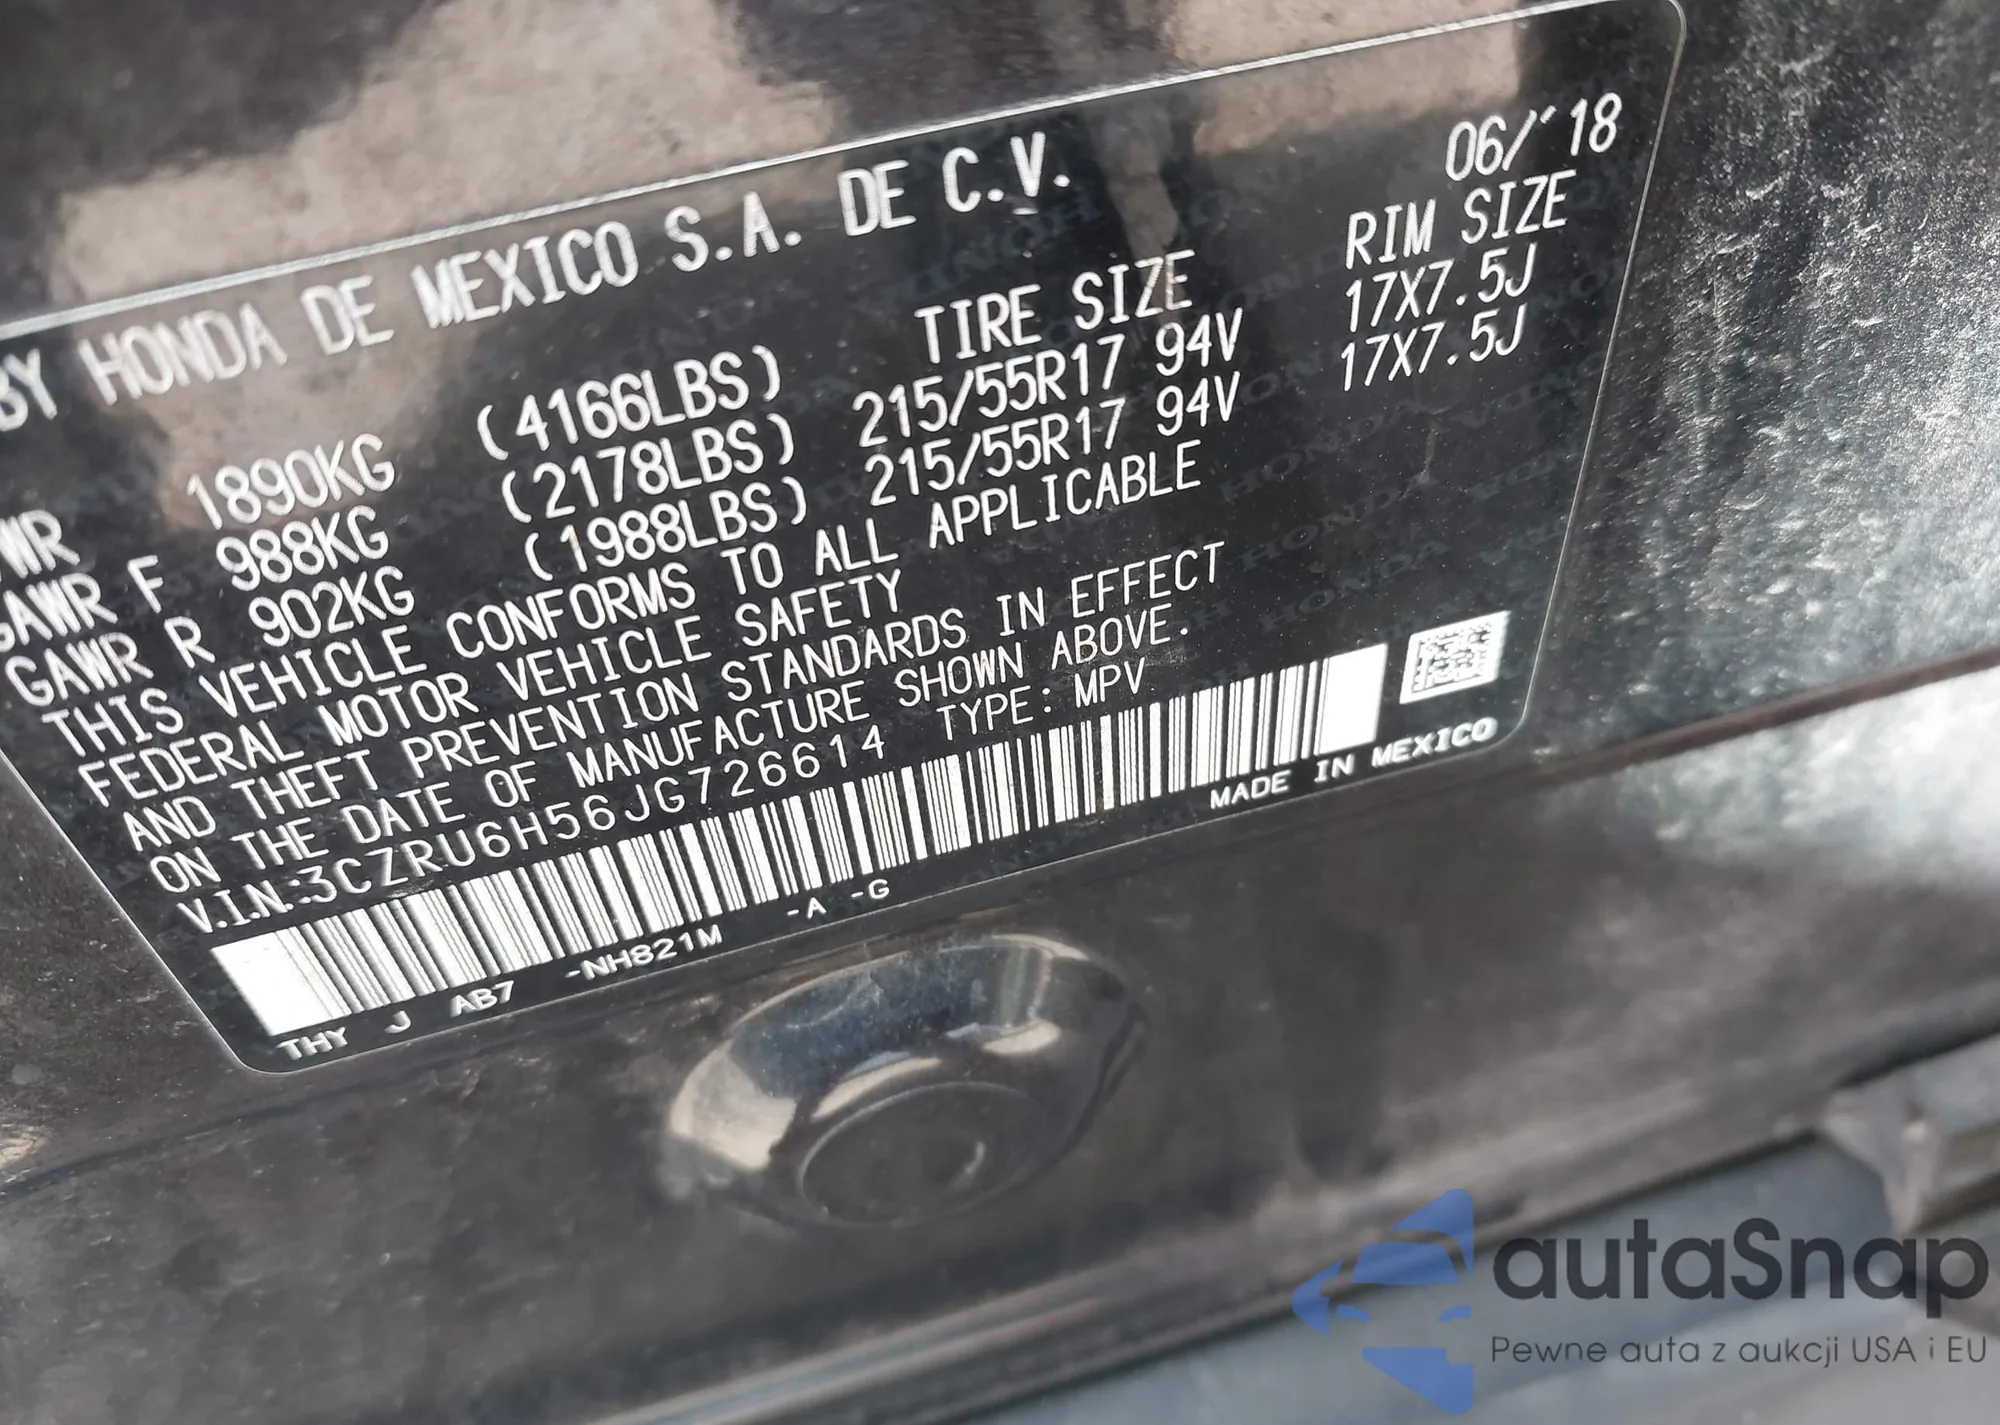 BY HONDA DE MEXICO S.A. DE C.V. 06/'18
WR 1890KG (4166LBS) TIRE SIZE RIM SIZE
GAWR F 988KG (2178LBS) 215/55R17 94V 17X7.5J
GAWR R 902KG (1988LBS) 215/55R17 94V 17X7.5J
THIS VEHICLE CONFORMS TO ALL APPLICABLE
FEDERAL MOTOR VEHICLE SAFETY
AND THEFT PREVENTION STANDARDS IN EFFECT
ON THE DATE OF MANUFACTURE SHOWN ABOVE.
V.I.N.:3CZRU6H56JG726614 TYPE: MPV
THY J AB7 -NH821M -A -G MADE IN MEXICO
autaSnap
Pewne auta z aukcji USA i EU